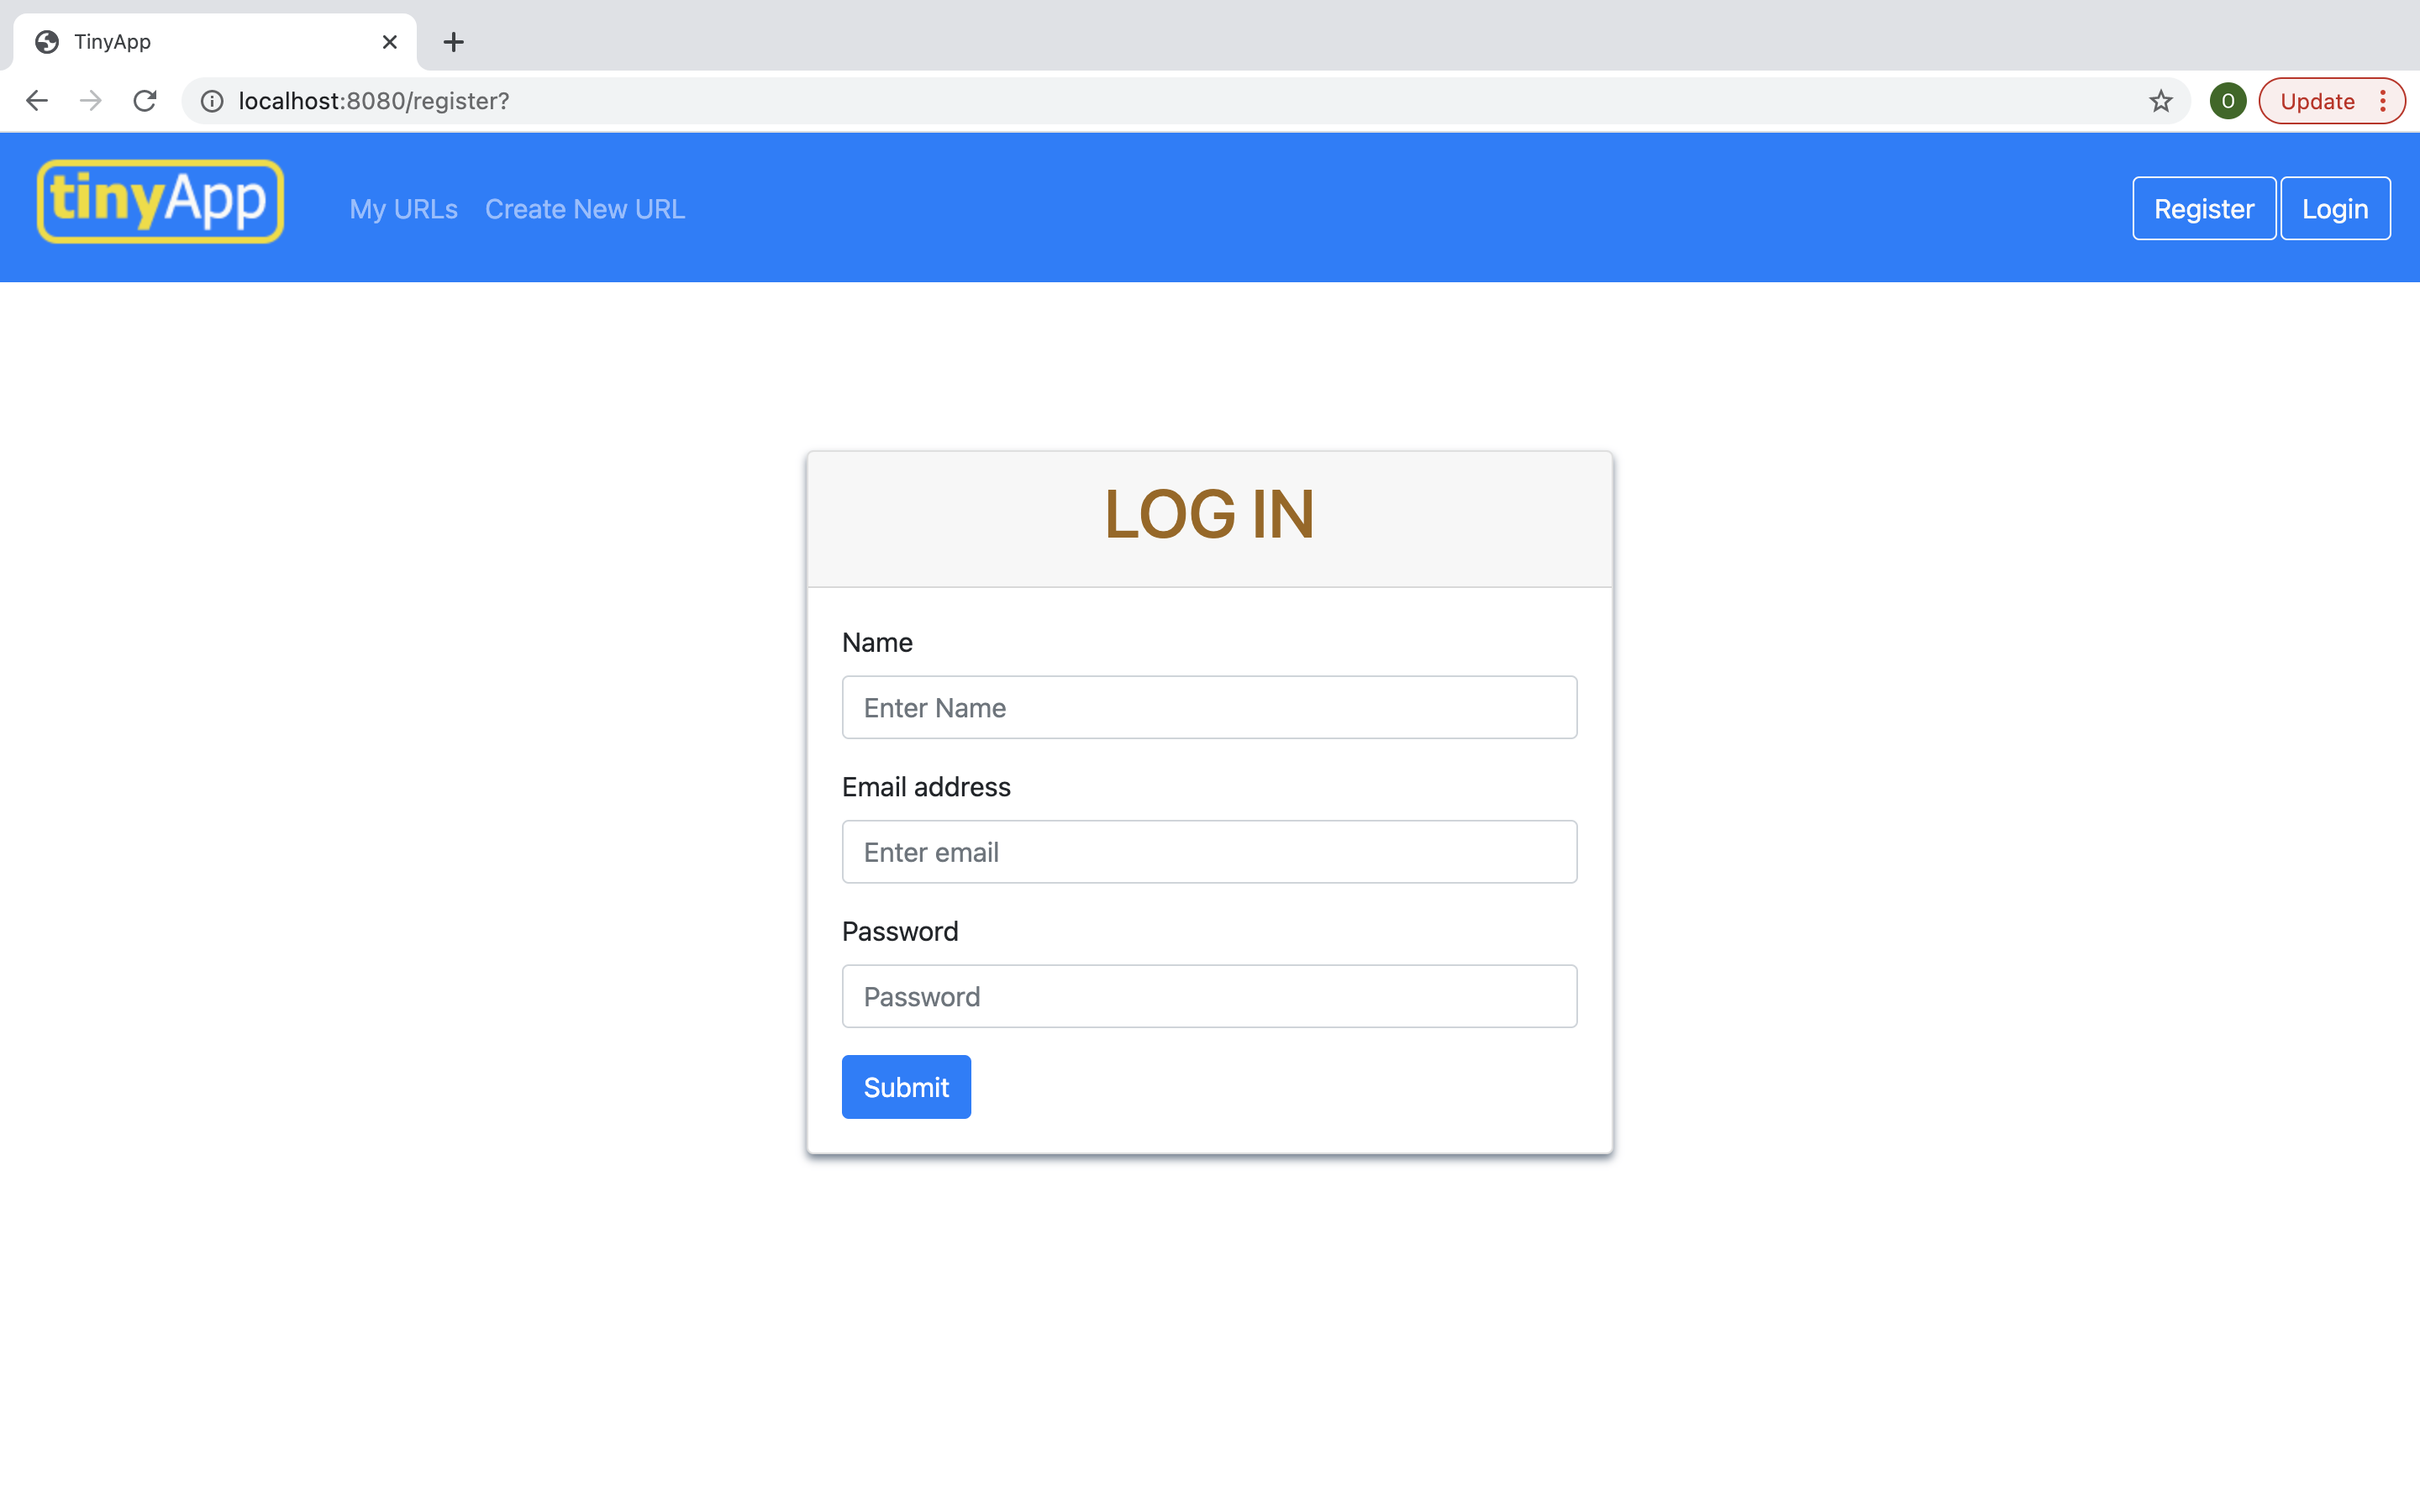 TinyApp
localhost:8080/register?
O
Update
tinyApp
My URLs
Create New URL
Register
Login
LOG IN
Name
Enter Name
Email address
Enter email
Password
Password
Submit